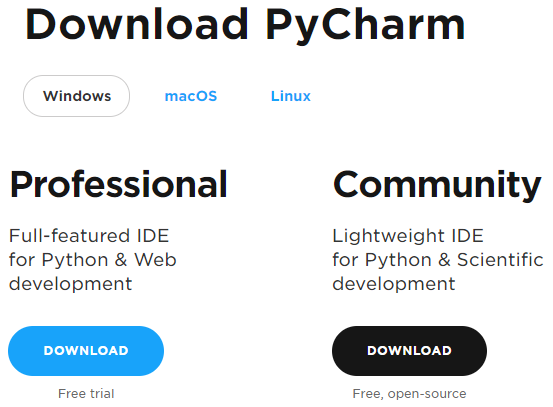 Download PyCharm
Windows macOS Linux
Professional
Full-featured IDE
for Python & Web
development
DOWNLOAD
Free trial
Community
Lightweight IDE
for Python & Scientific
development
DOWNLOAD
Free, open-source